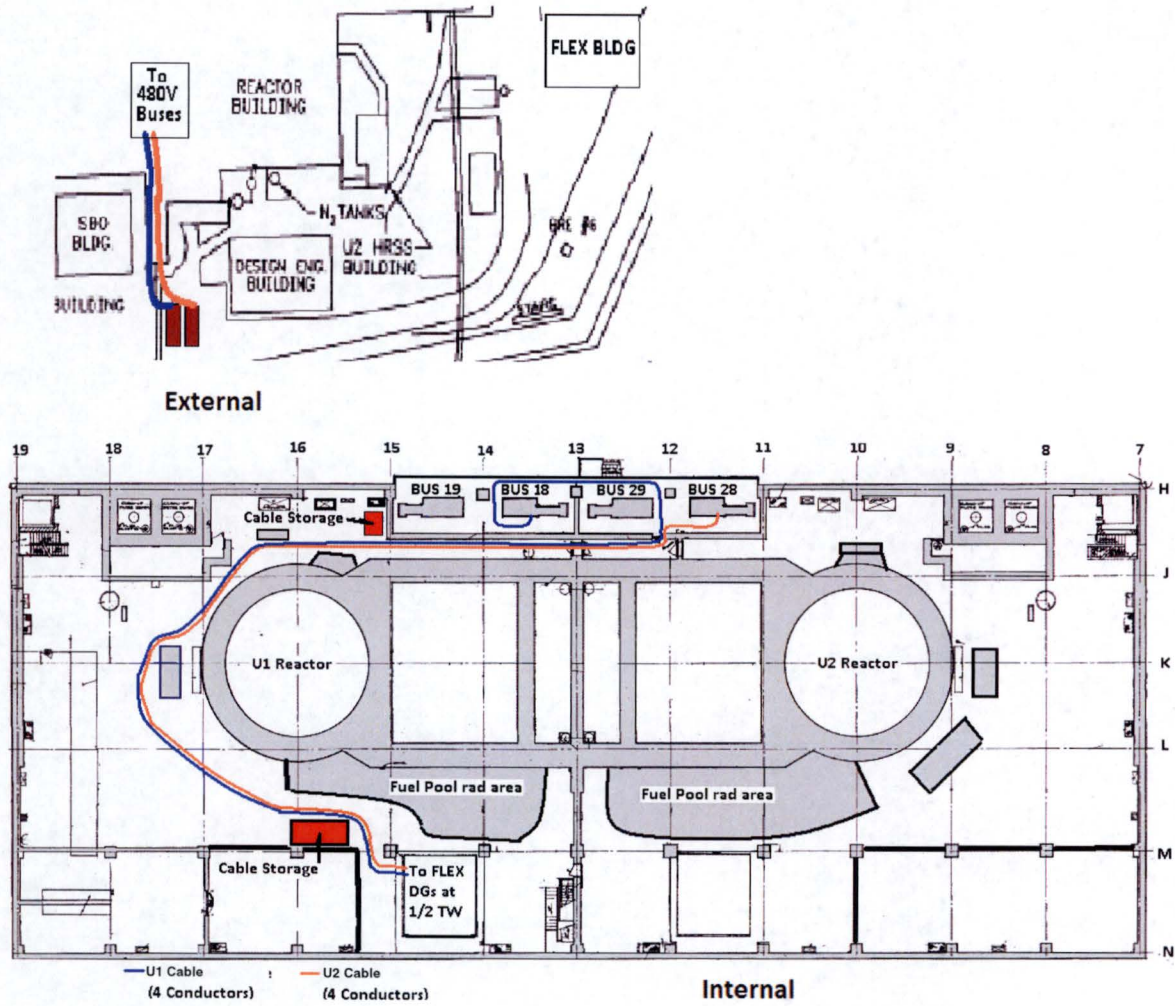 To
480V
Buses
REACTOR
BUILDING
FLEX BLDG
SBO
BLDG.
N2 TANKS
U2 HRSS
BUILDING
DESIGN ENG.
BUILDING
BUILDING
External
19 18 17 16 15 14 13 12 11 10 9 8 7
H
BUS 19 BUS 18 BUS 29 BUS 28
Cable Storage
J
U1 Reactor U2 Reactor K
L
Fuel Pool rad area Fuel Pool rad area
M
Cable Storage
To FLEX
DGs at
1/2 TW
N
U1 Cable
(4 Conductors)
U2 Cable
(4 Conductors)
Internal